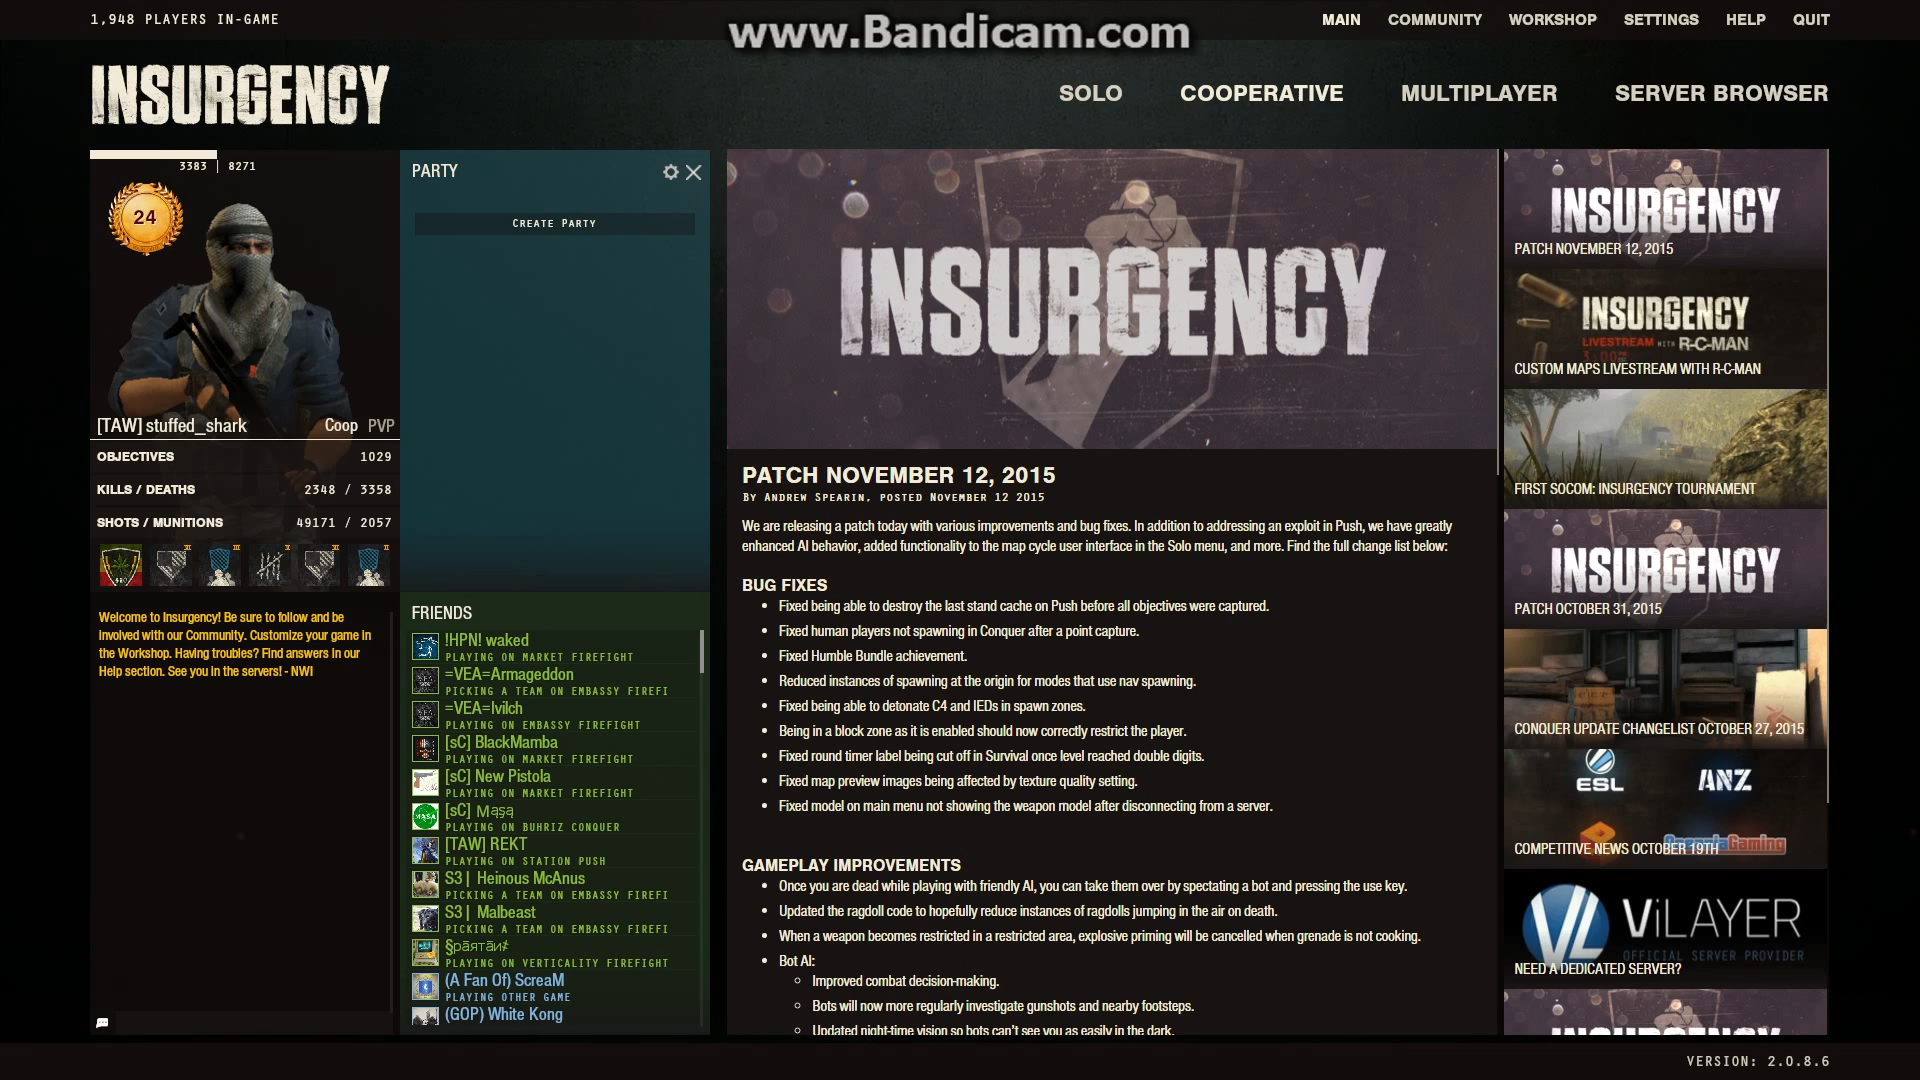 1,948 PLAYERS IN-GAME
www.Bandicam.com
MAIN COMMUNITY WORKSHOP SETTINGS HELP QUIT
INSURGENCY
SOLO COOPERATIVE MULTIPLAYER SERVER BROWSER
3383 | 8271
24
[TAW] stuffed_shark Coop PVP
OBJECTIVES 1029
KILLS / DEATHS 2348 / 3358
SHOTS / MUNITIONS 49171 / 2057
Welcome to Insurgency! Be sure to follow and be
involved with our Community. Customize your game in
the Workshop. Having troubles? Find answers in our
Help section. See you in the servers! - NWI
PARTY
CREATE PARTY
FRIENDS
!HPN! waked
PLAYING ON MARKET FIREFIGHT
=VEA=Armageddon
PICKING A TEAM ON EMBASSY FIREFI
=VEA=Ivilch
PLAYING ON EMBASSY FIREFIGHT
[sC] BlackMamba
PLAYING ON MARKET FIREFIGHT
[sC] New Pistola
PLAYING ON MARKET FIREFIGHT
[sC] Mąşą
PLAYING ON BUHRIZ CONQUER
[TAW] REKT
PLAYING ON STATION PUSH
S3 | Heinous McAnus
PICKING A TEAM ON EMBASSY FIREFI
S3 | Malbeast
PICKING A TEAM ON EMBASSY FIREFI
PLAYING ON VERTICALITY FIREFIGHT
(A Fan Of) ScreaM
PLAYING OTHER GAME
(GOP) White Kong
INSURGENCY
PATCH NOVEMBER 12, 2015
BY ANDREW SPEARIN, POSTED NOVEMBER 12 2015
We are releasing a patch today with various improvements and bug fixes. In addition to addressing an exploit in Push, we have greatly
enhanced AI behavior, added functionality to the map cycle user interface in the Solo menu, and more. Find the full change list below:
BUG FIXES
• Fixed being able to destroy the last stand cache on Push before all objectives were captured.
• Fixed human players not spawning in Conquer after a point capture.
• Fixed Humble Bundle achievement.
• Reduced instances of spawning at the origin for modes that use nav spawning.
• Fixed being able to detonate C4 and IEDs in spawn zones.
• Being in a block zone as it is enabled should now correctly restrict the player.
• Fixed round timer label being cut off in Survival once level reached double digits.
• Fixed map preview images being affected by texture quality setting.
• Fixed model on main menu not showing the weapon model after disconnecting from a server.
GAMEPLAY IMPROVEMENTS
• Once you are dead while playing with friendly AI, you can take them over by spectating a bot and pressing the use key.
• Updated the ragdoll code to hopefully reduce instances of ragdolls jumping in the air on death.
• When a weapon becomes restricted in a restricted area, explosive priming will be cancelled when grenade is not cooking.
• Bot AI:
◦ Improved combat decision-making.
◦ Bots will now more regularly investigate gunshots and nearby footsteps.
◦ Updated night-time vision so bots can't see you as easily in the dark.
INSURGENCY
PATCH NOVEMBER 12, 2015
INSURGENCY
LIVESTREAM WITH R-C-MAN
CUSTOM MAPS LIVESTREAM WITH R-C-MAN
FIRST SOCOM: INSURGENCY TOURNAMENT
INSURGENCY
PATCH OCTOBER 31, 2015
CONQUER UPDATE CHANGELIST OCTOBER 27, 2015
ESL ANZ
OceaniaGaming
COMPETITIVE NEWS OCTOBER 19TH
VL ViLAYER
OFFICIAL SERVER PROVIDER
NEED A DEDICATED SERVER?
INSURGENCY
VERSION: 2.0.8.6